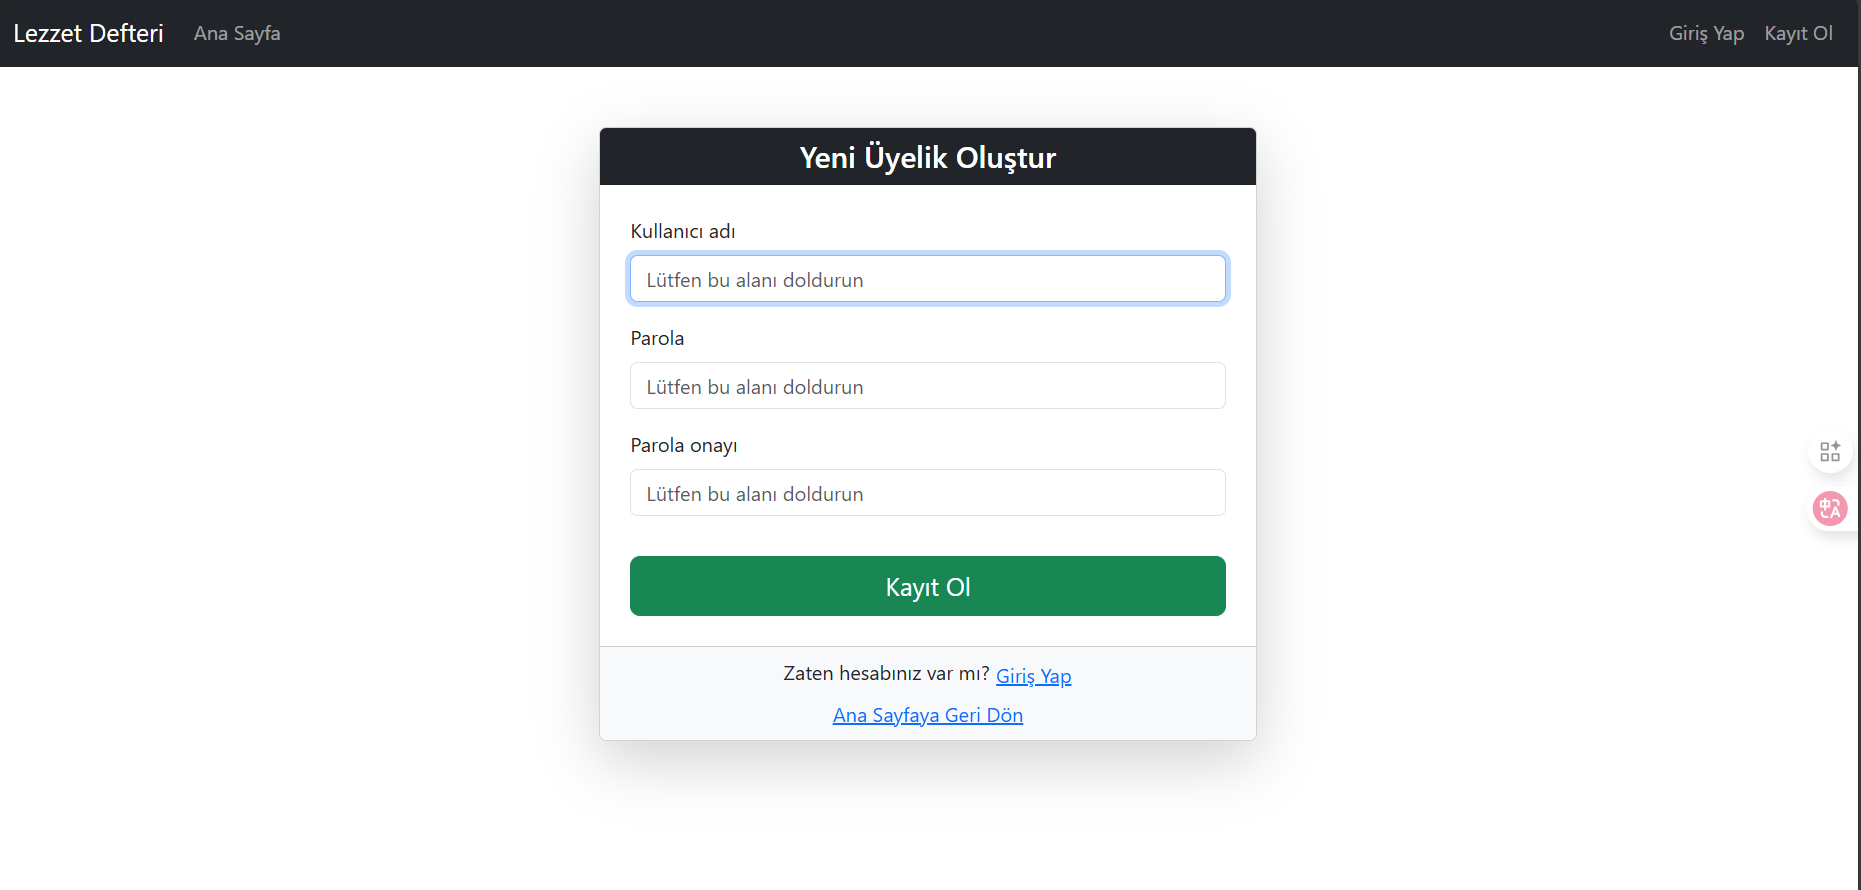 Lezzet Defteri Ana Sayfa Giriş Yap Kayıt Ol
Yeni Üyelik Oluştur
Kullanıcı adı
Lütfen bu alanı doldurun
Parola
Lütfen bu alanı doldurun
Parola onayı
Lütfen bu alanı doldurun
Kayıt Ol
Zaten hesabınız var mı? Giriş Yap
Ana Sayfaya Geri Dön
中A